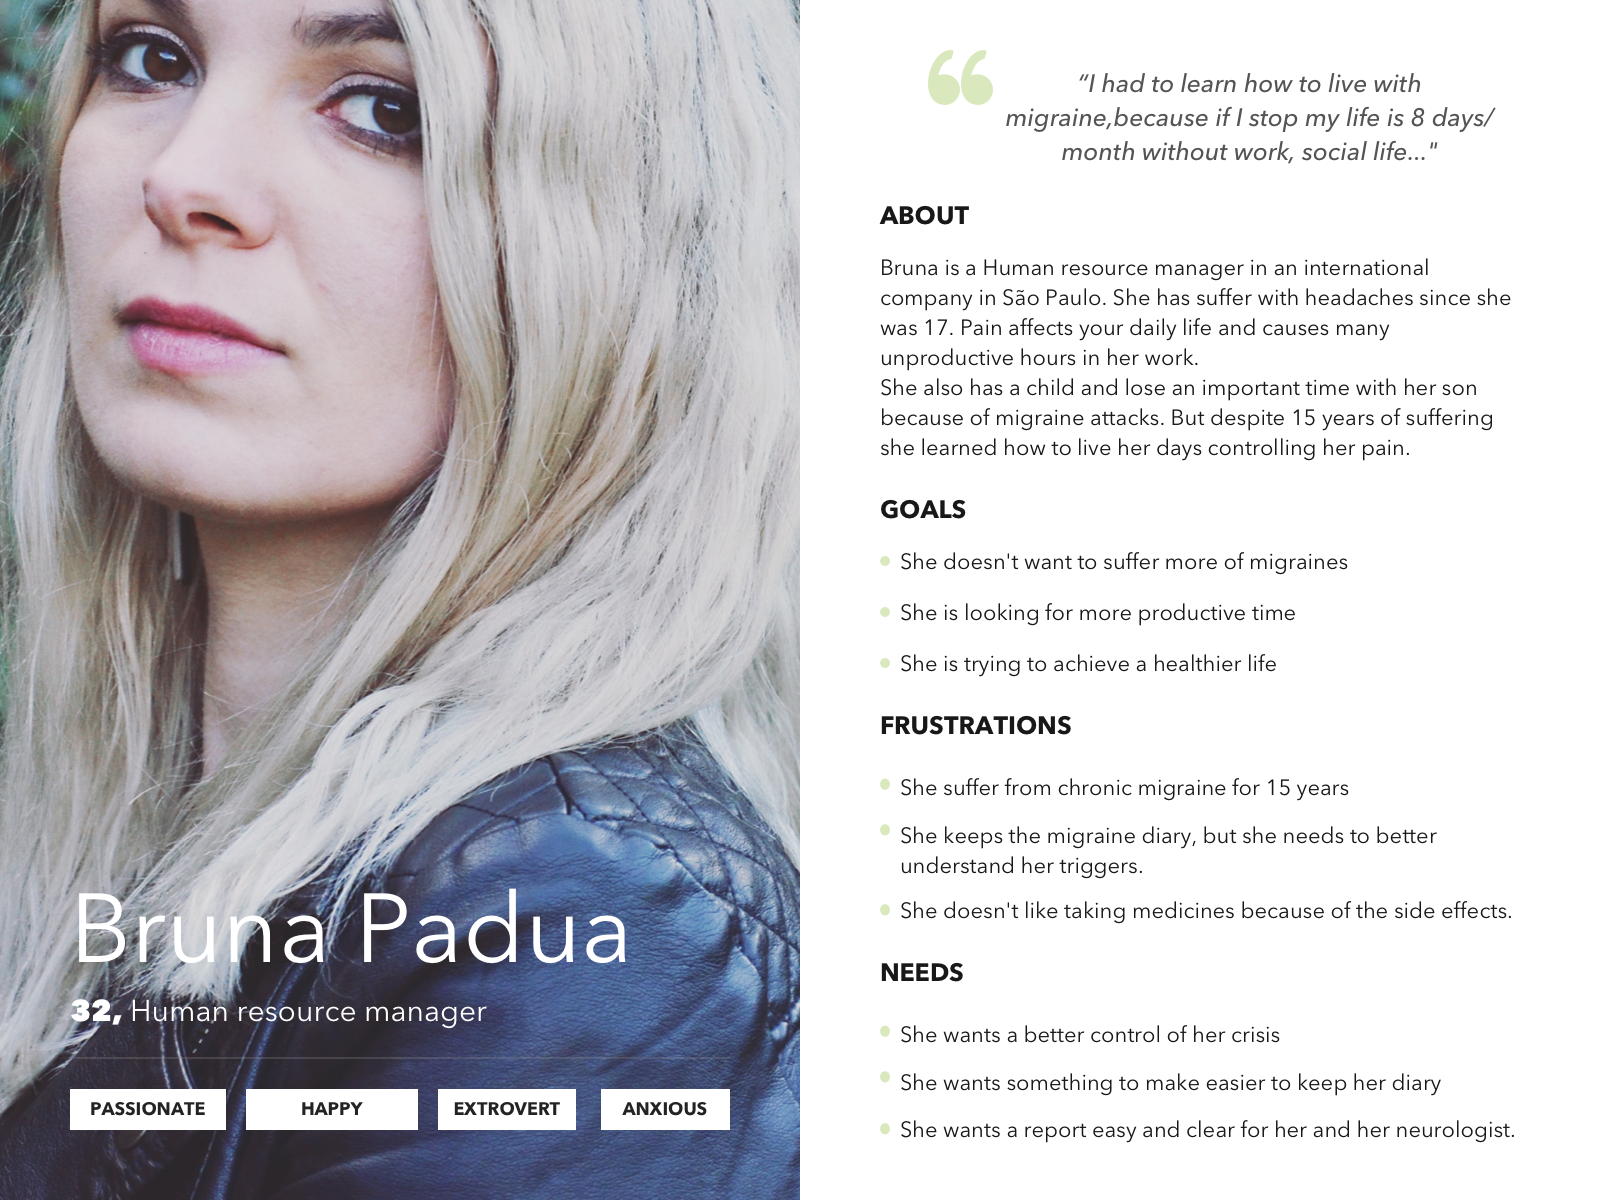 Bruna Padua
32, Human resource manager
PASSIONATE HAPPY EXTROVERT ANXIOUS
“I had to learn how to live with
migraine,because if I stop my life is 8 days/
month without work, social life..."
ABOUT
Bruna is a Human resource manager in an international
company in São Paulo. She has suffer with headaches since she
was 17. Pain affects your daily life and causes many
unproductive hours in her work.
She also has a child and lose an important time with her son
because of migraine attacks. But despite 15 years of suffering
she learned how to live her days controlling her pain.
GOALS
She doesn't want to suffer more of migraines
She is looking for more productive time
She is trying to achieve a healthier life
FRUSTRATIONS
She suffer from chronic migraine for 15 years
She keeps the migraine diary, but she needs to better
understand her triggers.
She doesn't like taking medicines because of the side effects.
NEEDS
She wants a better control of her crisis
She wants something to make easier to keep her diary
She wants a report easy and clear for her and her neurologist.